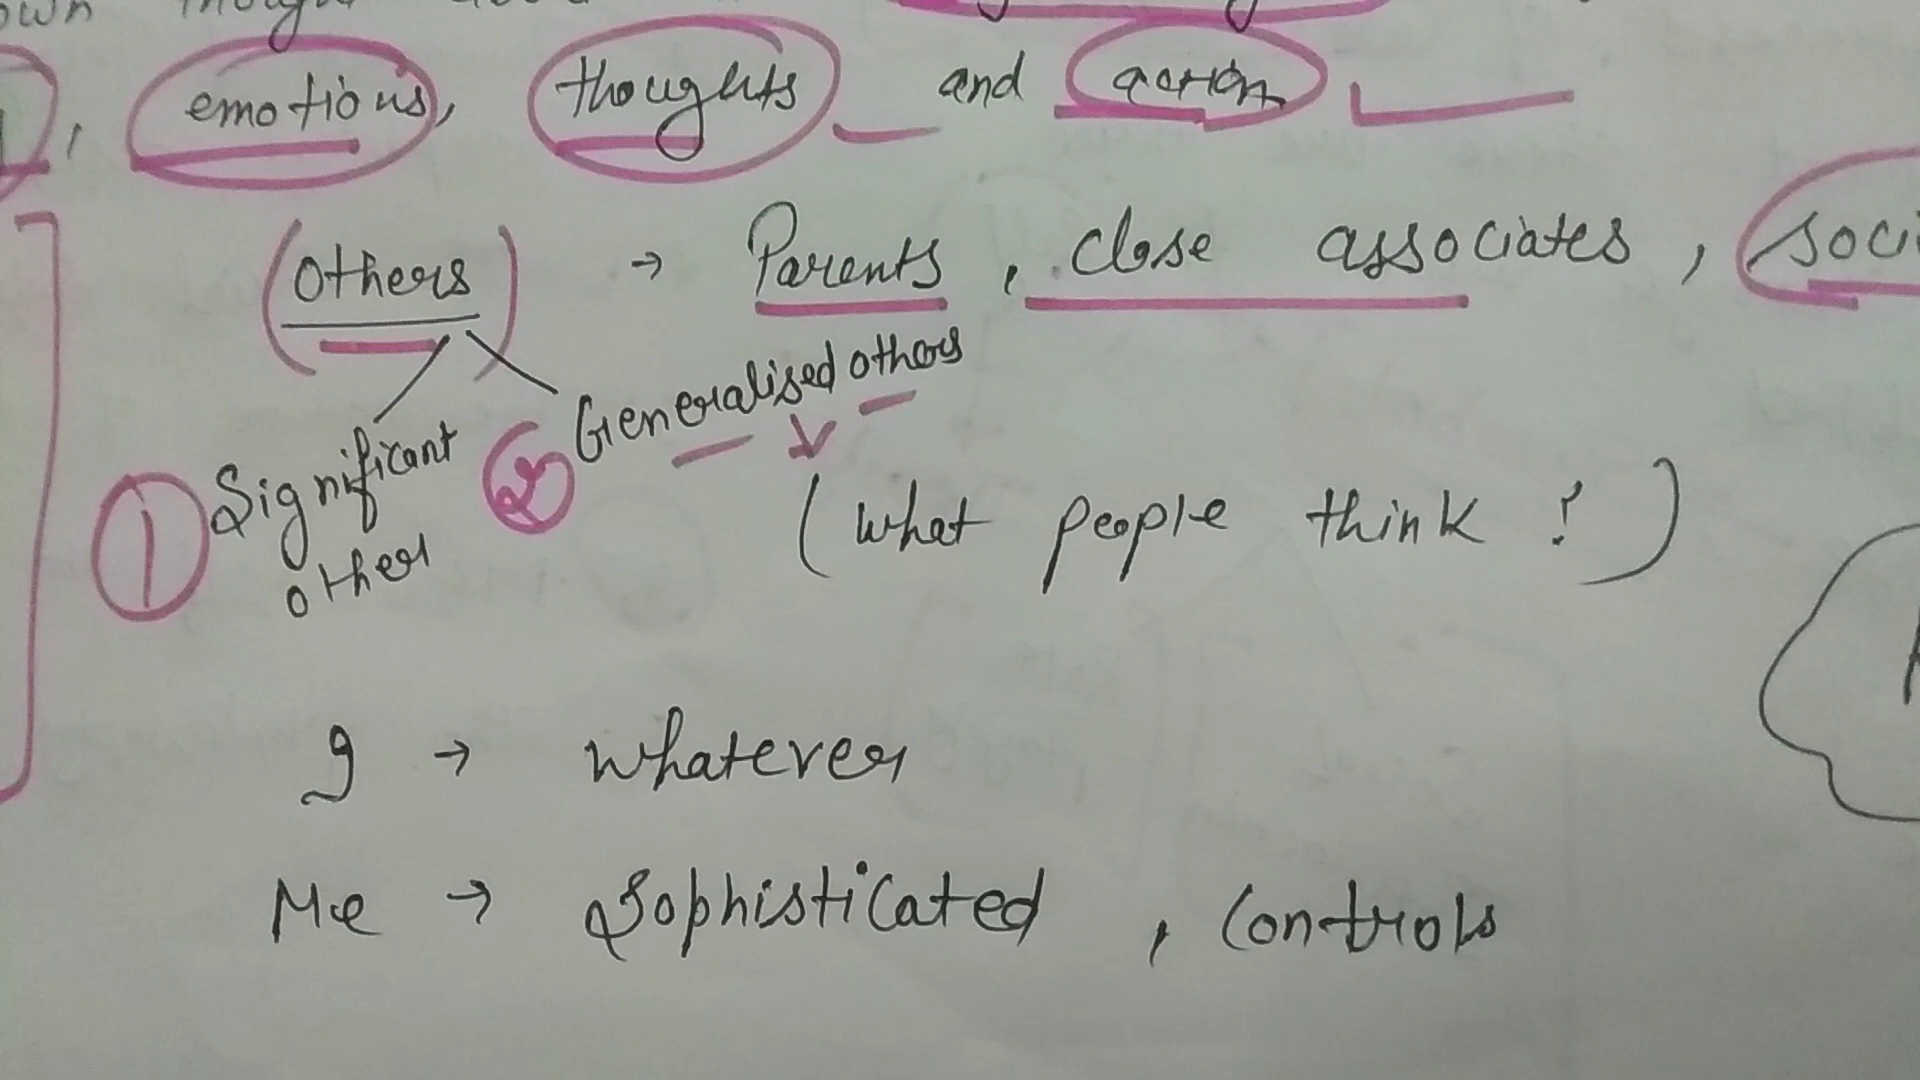 own
, emotions, thoughts and action
(Others) → Parents, close associates, soci
① Significant other
② Generalised others
(what people think ?)
I → whatever
Me → Sophisticated, Controls